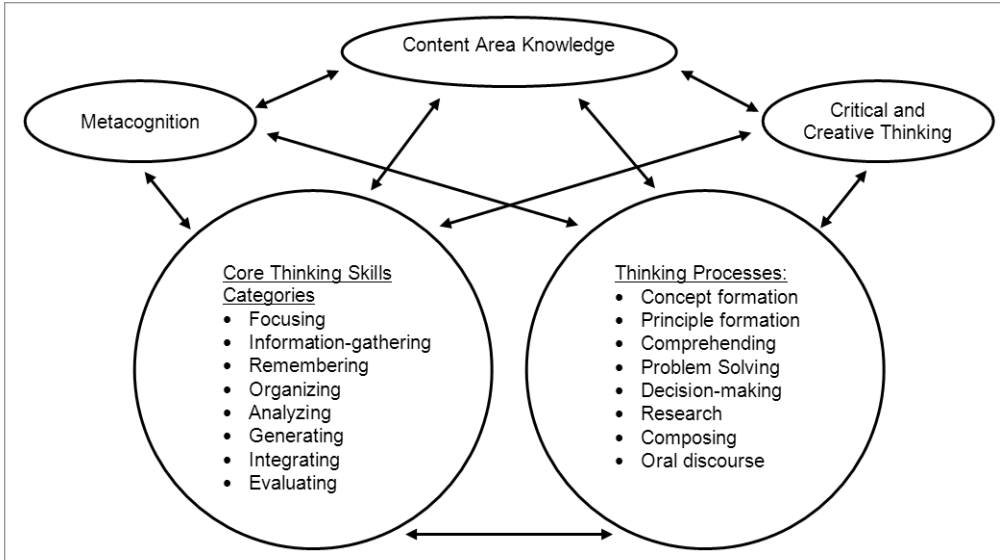 Content Area Knowledge
Metacognition
Critical and
Creative Thinking
Core Thinking Skills
Categories
• Focusing
• Information-gathering
• Remembering
• Organizing
• Analyzing
• Generating
• Integrating
• Evaluating
Thinking Processes:
• Concept formation
• Principle formation
• Comprehending
• Problem Solving
• Decision-making
• Research
• Composing
• Oral discourse